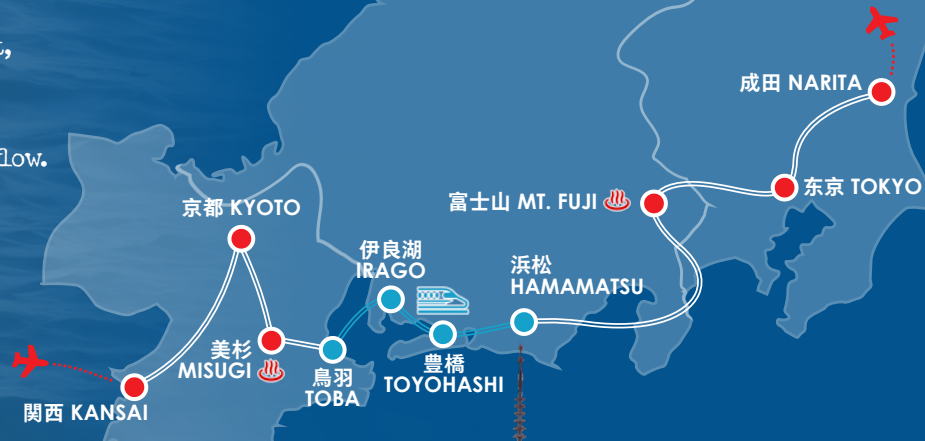 成田 NARITA
东京 TOKYO
富士山 MT. FUJI
京都 KYOTO
伊良湖
IRAGO
浜松
HAMAMATSU
美杉
MISUGI
鳥羽
TOBA
豊橋
TOYOHASHI
関西 KANSAI